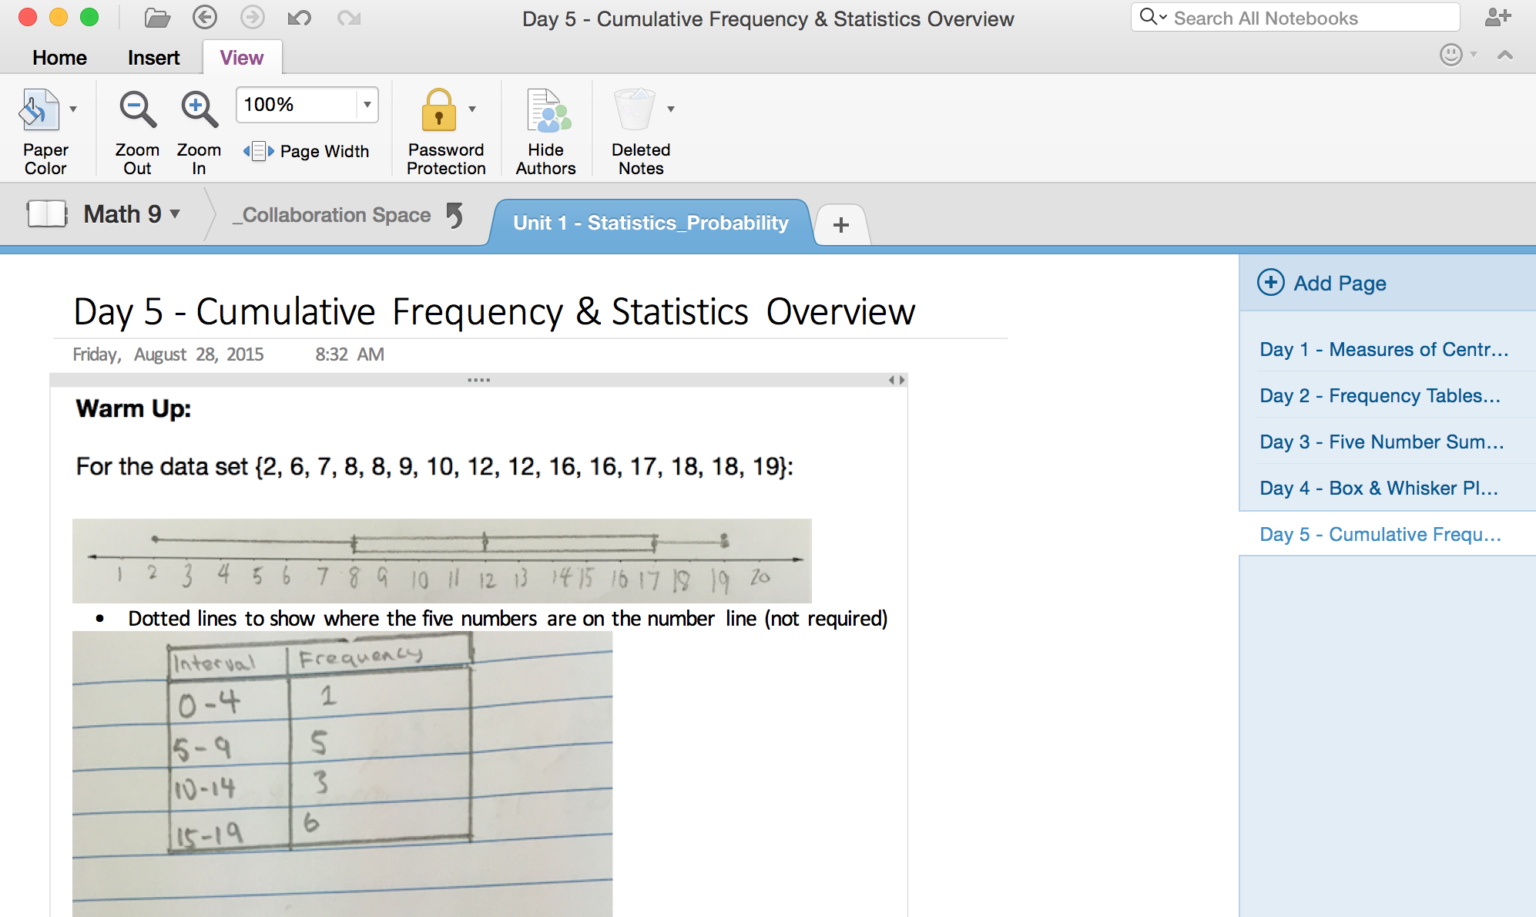 Day 5 - Cumulative Frequency & Statistics Overview
Search All Notebooks
Home Insert View
100%
Paper Color
Zoom Out
Zoom In
Page Width
Password Protection
Hide Authors
Deleted Notes
Math 9
_Collaboration Space
Unit 1 - Statistics_Probability
+
Day 5 - Cumulative Frequency & Statistics Overview
Friday, August 28, 2015 8:32 AM
Warm Up:
For the data set {2, 6, 7, 8, 8, 9, 10, 12, 12, 16, 16, 17, 18, 18, 19}:
1 2 3 4 5 6 7 8 9 10 11 12 13 14 15 16 17 18 19 20
• Dotted lines to show where the five numbers are on the number line (not required)
Interval Frequency
0-4 1
5-9 5
10-14 3
15-19 6
Add Page
Day 1 - Measures of Centr...
Day 2 - Frequency Tables...
Day 3 - Five Number Sum...
Day 4 - Box & Whisker Pl...
Day 5 - Cumulative Frequ...